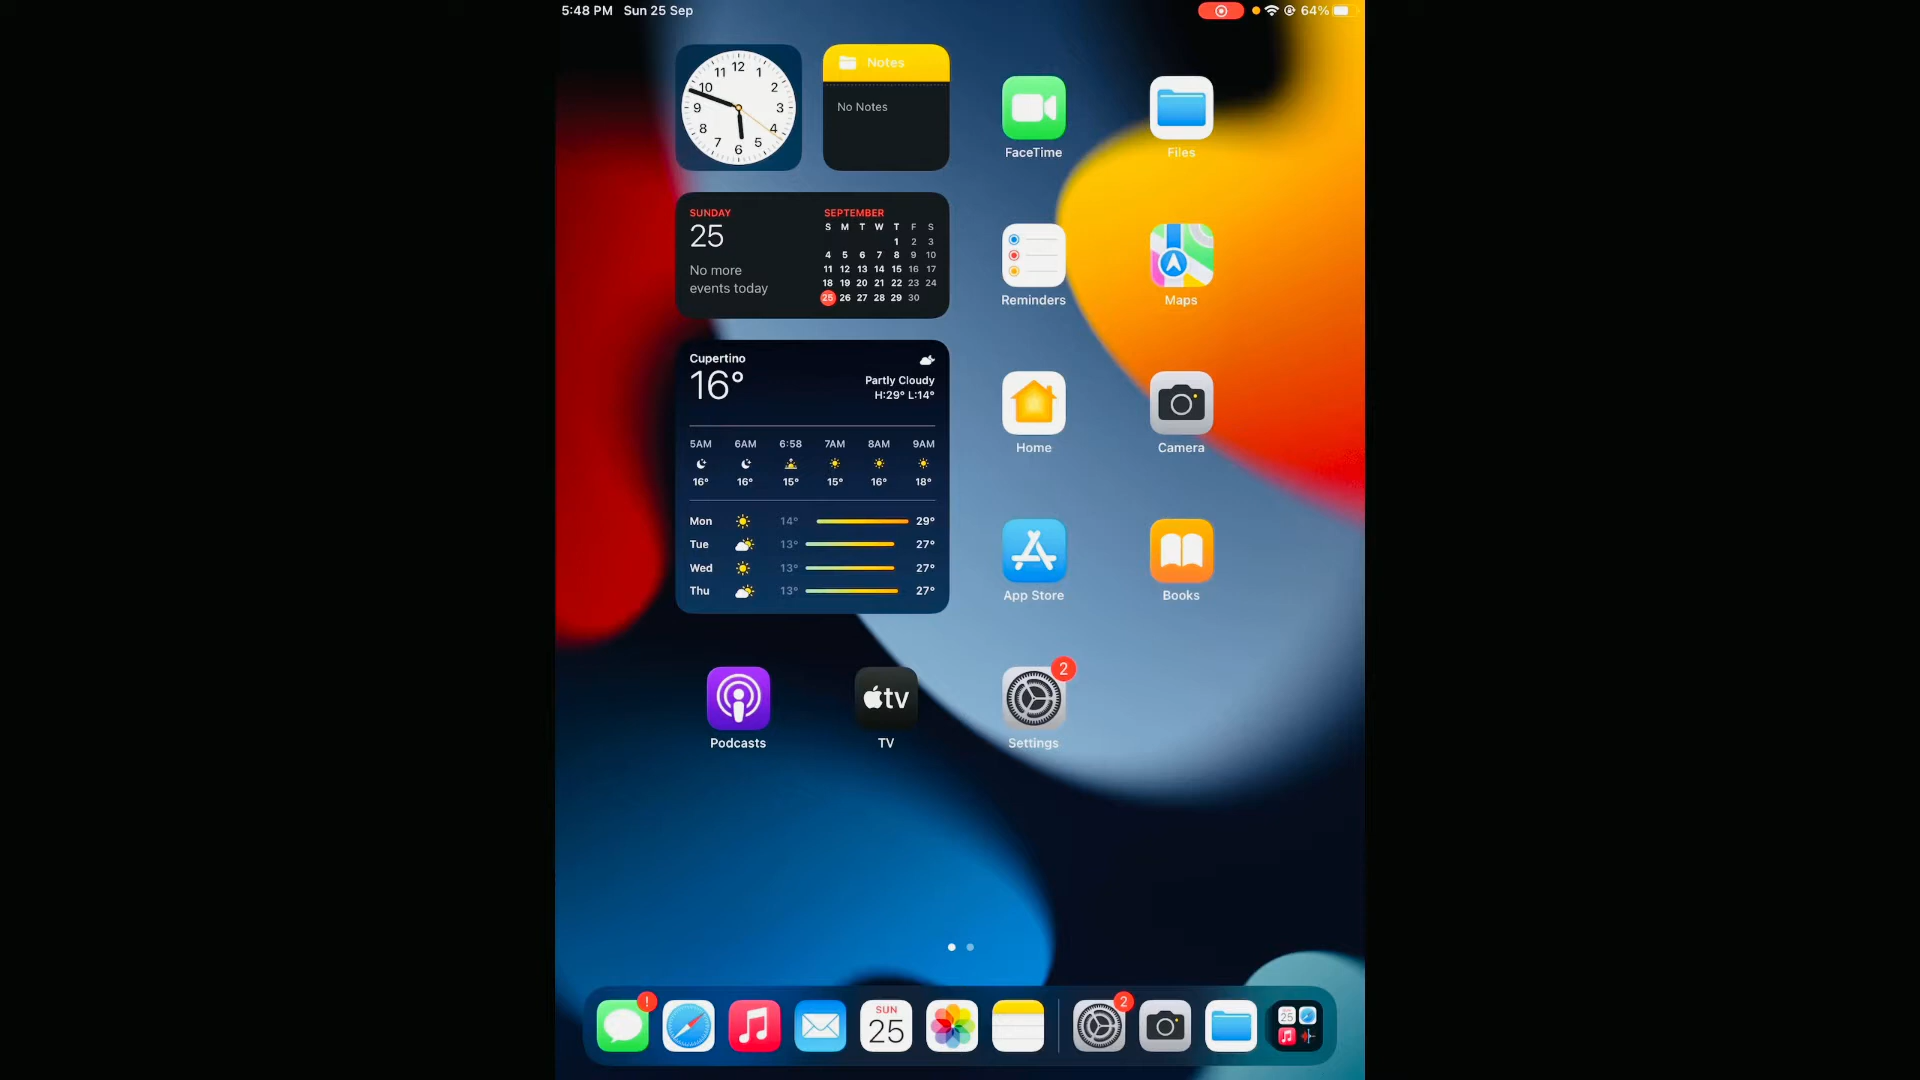 5:48 PM Sun 25 Sep
64%
12
11 1
10 2
9 3
8 4
7 5
6
Notes
No Notes
FaceTime
Files
SUNDAY
25
No more
events today
SEPTEMBER
S M T W T F S
1 2 3
4 5 6 7 8 9 10
11 12 13 14 15 16 17
18 19 20 21 22 23 24
25 26 27 28 29 30
Reminders
Maps
Cupertino
16°
Partly Cloudy
H:29° L:14°
5AM 6AM 6:58 7AM 8AM 9AM
16° 16° 15° 15° 16° 18°
Mon 14° 29°
Tue 13° 27°
Wed 13° 27°
Thu 13° 27°
Home
Camera
App Store
Books
tv
2
Podcasts
TV
Settings
!
SUN
25
2
25